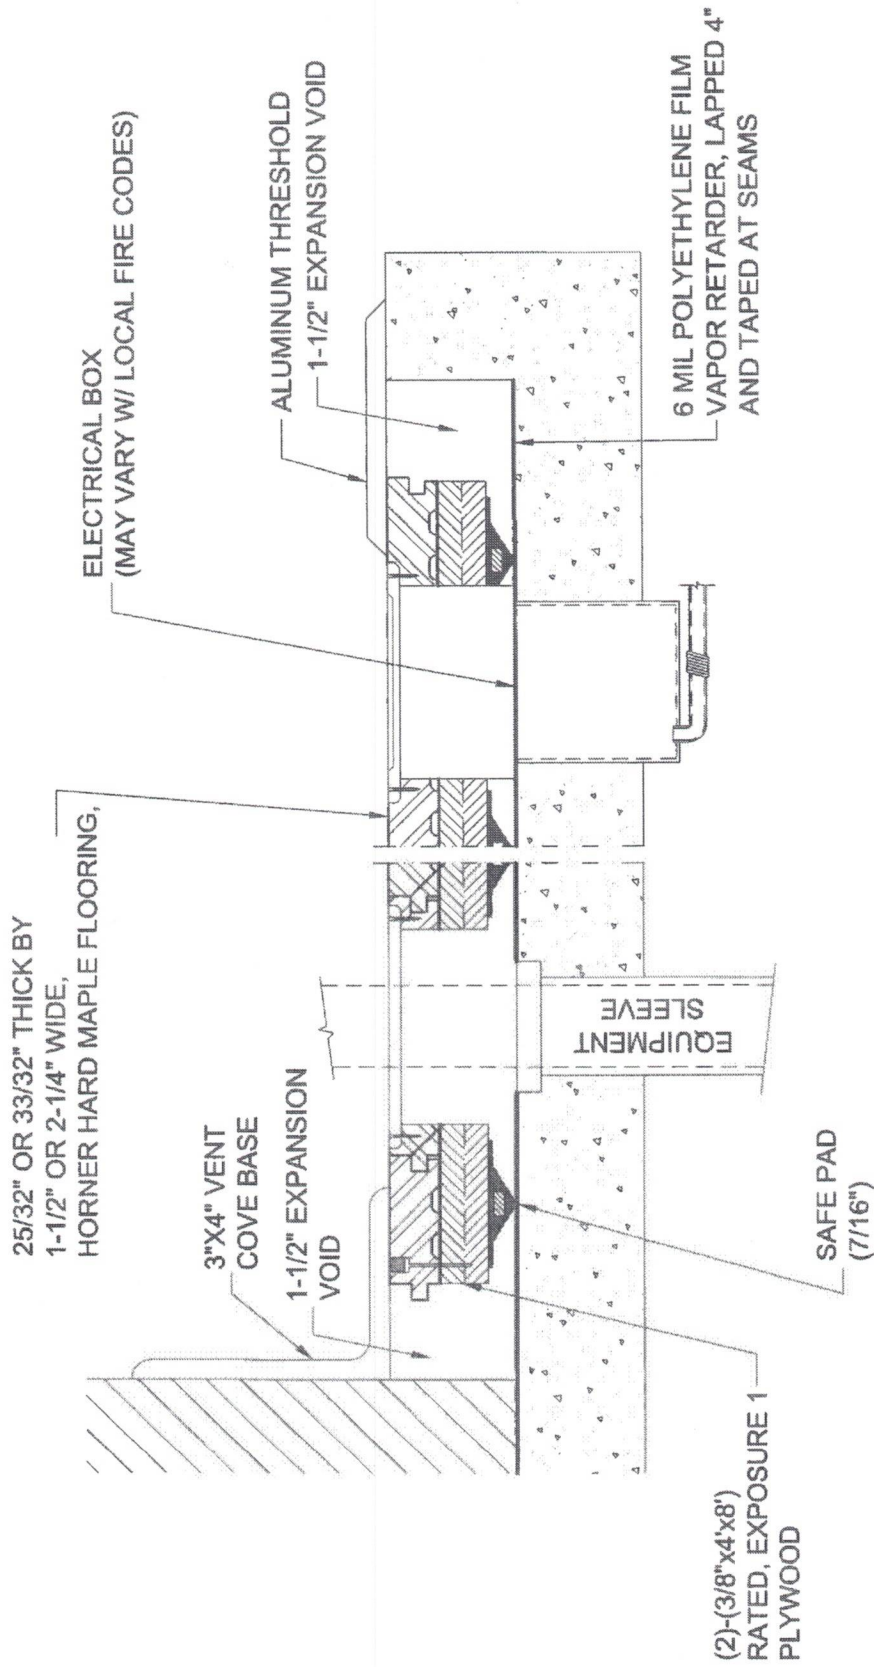 25/32" OR 33/32" THICK BY
1-1/2" OR 2-1/4" WIDE,
HORNER HARD MAPLE FLOORING,
3"X4" VENT
COVE BASE
1-1/2" EXPANSION
VOID
ELECTRICAL BOX
(MAY VARY W/ LOCAL FIRE CODES)
ALUMINUM THRESHOLD
1-1/2" EXPANSION VOID
EQUIPMENT
SLEEVE
(2)-(3/8"x4'x8')
RATED, EXPOSURE 1
PLYWOOD
SAFE PAD
(7/16")
6 MIL POLYETHYLENE FILM
VAPOR RETARDER, LAPPED 4"
AND TAPED AT SEAMS